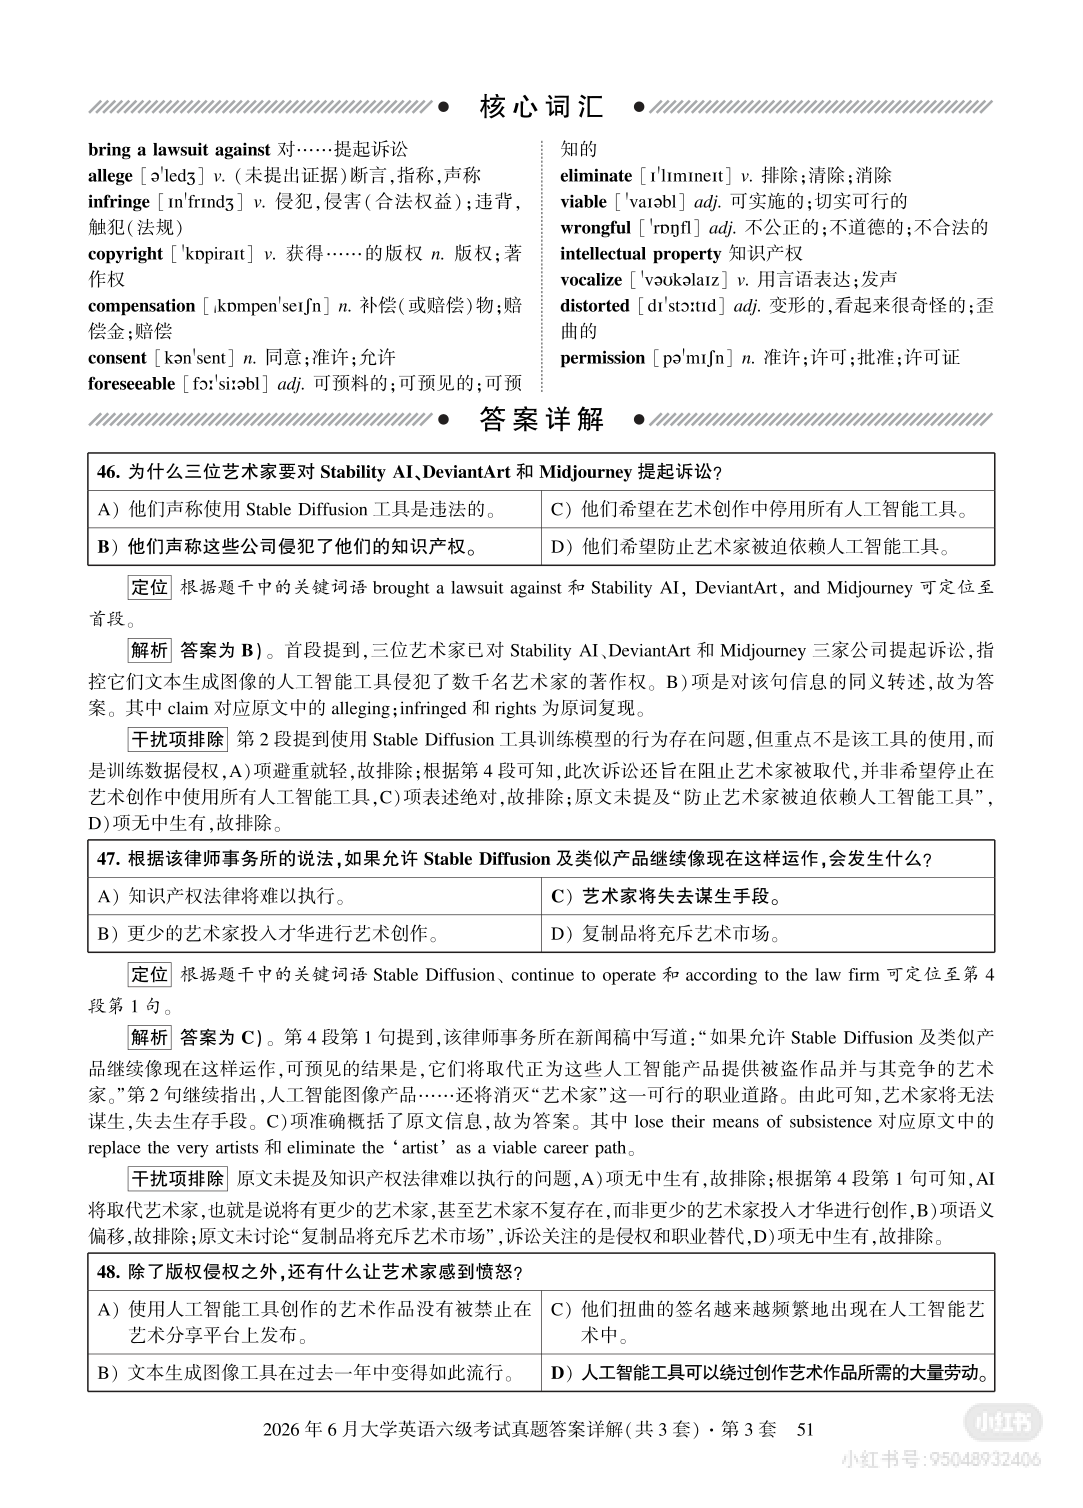 核心词汇
bring a lawsuit against 对……提起诉讼
allege [əˈledʒ] v. (未提出证据)断言,指称,声称
infringe [ɪnˈfrɪndʒ] v. 侵犯,侵害(合法权益);违背,
触犯(法规)
copyright [ˈkɒpiraɪt] v. 获得……的版权 n. 版权;著
作权
compensation [ˌkɒmpenˈseɪʃn] n. 补偿(或赔偿)物;赔
偿金;赔偿
consent [kənˈsent] n. 同意;准许;允许
foreseeable [fɔːˈsiːəbl] adj. 可预料的;可预见的;可预
知的
eliminate [ɪˈlɪmɪneɪt] v. 排除;清除;消除
viable [ˈvaɪəbl] adj. 可实施的;切实可行的
wrongful [ˈrɒŋfl] adj. 不公正的;不道德的;不合法的
intellectual property 知识产权
vocalize [ˈvəʊkəlaɪz] v. 用言语表达;发声
distorted [dɪˈstɔːtɪd] adj. 变形的,看起来很奇怪的;歪
曲的
permission [pəˈmɪʃn] n. 准许;许可;批准;许可证
答案详解
46. 为什么三位艺术家要对 Stability AI、DeviantArt 和 Midjourney 提起诉讼?
A) 他们声称使用 Stable Diffusion 工具是违法的。
C) 他们希望在艺术创作中停用所有人工智能工具。
B) 他们声称这些公司侵犯了他们的知识产权。
D) 他们希望防止艺术家被迫依赖人工智能工具。
定位 根据题干中的关键词语 brought a lawsuit against 和 Stability AI, DeviantArt, and Midjourney 可定位至
首段。
解析 答案为 B)。首段提到,三位艺术家已对 Stability AI、DeviantArt 和 Midjourney 三家公司提起诉讼,指
控它们文本生成图像的人工智能工具侵犯了数千名艺术家的著作权。B)项是对该句信息的同义转述,故为答
案。其中 claim 对应原文中的 alleging;infringed 和 rights 为原词复现。
干扰项排除 第 2 段提到使用 Stable Diffusion 工具训练模型的行为存在问题,但重点不是该工具的使用,而
是训练数据侵权,A)项避重就轻,故排除;根据第 4 段可知,此次诉讼还旨在阻止艺术家被取代,并非希望停止在
艺术创作中使用所有人工智能工具,C)项表述绝对,故排除;原文未提及“防止艺术家被迫依赖人工智能工具”,
D)项无中生有,故排除。
47. 根据该律师事务所的说法,如果允许 Stable Diffusion 及类似产品继续像现在这样运作,会发生什么?
A) 知识产权法律将难以执行。
C) 艺术家将失去谋生手段。
B) 更少的艺术家投入才华进行艺术创作。
D) 复制品将充斥艺术市场。
定位 根据题干中的关键词语 Stable Diffusion、continue to operate 和 according to the law firm 可定位至第 4
段第 1 句。
解析 答案为 C)。第 4 段第 1 句提到,该律师事务所在新闻稿中写道:“如果允许 Stable Diffusion 及类似产
品继续像现在这样运作,可预见的结果是,它们将取代正为这些人工智能产品提供被盗作品并与其竞争的艺术
家。”第 2 句继续指出,人工智能图像产品……还将消灭“艺术家”这一可行的职业道路。由此可知,艺术家将无法
谋生,失去生存手段。C)项准确概括了原文信息,故为答案。其中 lose their means of subsistence 对应原文中的
replace the very artists 和 eliminate the ‘artist’ as a viable career path。
干扰项排除 原文未提及知识产权法律难以执行的问题,A)项无中生有,故排除;根据第 4 段第 1 句可知,AI
将取代艺术家,也就是说将有更少的艺术家,甚至艺术家不复存在,而非更少的艺术家投入才华进行创作,B)项语义
偏移,故排除;原文未讨论“复制品将充斥艺术市场”,诉讼关注的是侵权和职业替代,D)项无中生有,故排除。
48. 除了版权侵权之外,还有什么让艺术家感到愤怒?
A) 使用人工智能工具创作的艺术作品没有被禁止在
艺术分享平台上发布。
C) 他们扭曲的签名越来越频繁地出现在人工智能艺
术中。
B) 文本生成图像工具在过去一年中变得如此流行。
D) 人工智能工具可以绕过创作艺术作品所需的大量劳动。
2026 年 6 月大学英语六级考试真题答案详解(共 3 套)·第 3 套 51
小红书
小红书号:95048932406